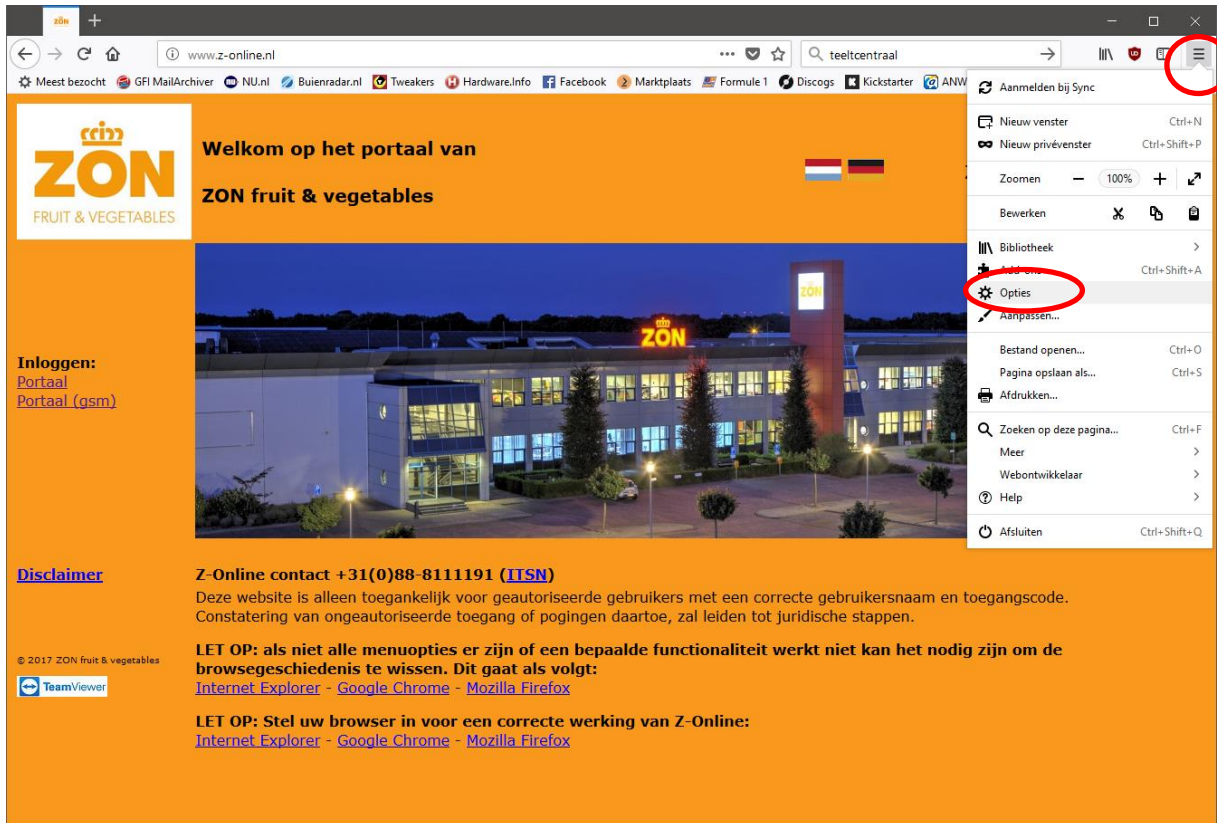 ZON
www.z-online.nl
teeltcentraal
Meest bezocht GFI MailArchiver NU.nl Buienradar.nl Tweakers Hardware.Info Facebook Marktplaats Formule 1 Discogs Kickstarter ANW
Aanmelden bij Sync
Nieuw venster Ctrl+N
Nieuw privévenster Ctrl+Shift+P
Zoomen 100%
Bewerken
Bibliotheek
Add-ons Ctrl+Shift+A
Opties
Aanpassen...
Bestand openen... Ctrl+O
Pagina opslaan als... Ctrl+S
Afdrukken...
Zoeken op deze pagina... Ctrl+F
Meer
Webontwikkelaar
Help
Afsluiten Ctrl+Shift+Q
ZON
FRUIT & VEGETABLES
Welkom op het portaal van
ZON fruit & vegetables
ZON
ZON
Inloggen:
Portaal
Portaal (gsm)
Disclaimer
© 2017 ZON fruit & vegetables
TeamViewer
Z-Online contact +31(0)88-8111191 (ITSN)
Deze website is alleen toegankelijk voor geautoriseerde gebruikers met een correcte gebruikersnaam en toegangscode.
Constatering van ongeautoriseerde toegang of pogingen daartoe, zal leiden tot juridische stappen.
LET OP: als niet alle menuopties er zijn of een bepaalde functionaliteit werkt niet kan het nodig zijn om de
browsegeschiedenis te wissen. Dit gaat als volgt:
Internet Explorer - Google Chrome - Mozilla Firefox
LET OP: Stel uw browser in voor een correcte werking van Z-Online:
Internet Explorer - Google Chrome - Mozilla Firefox